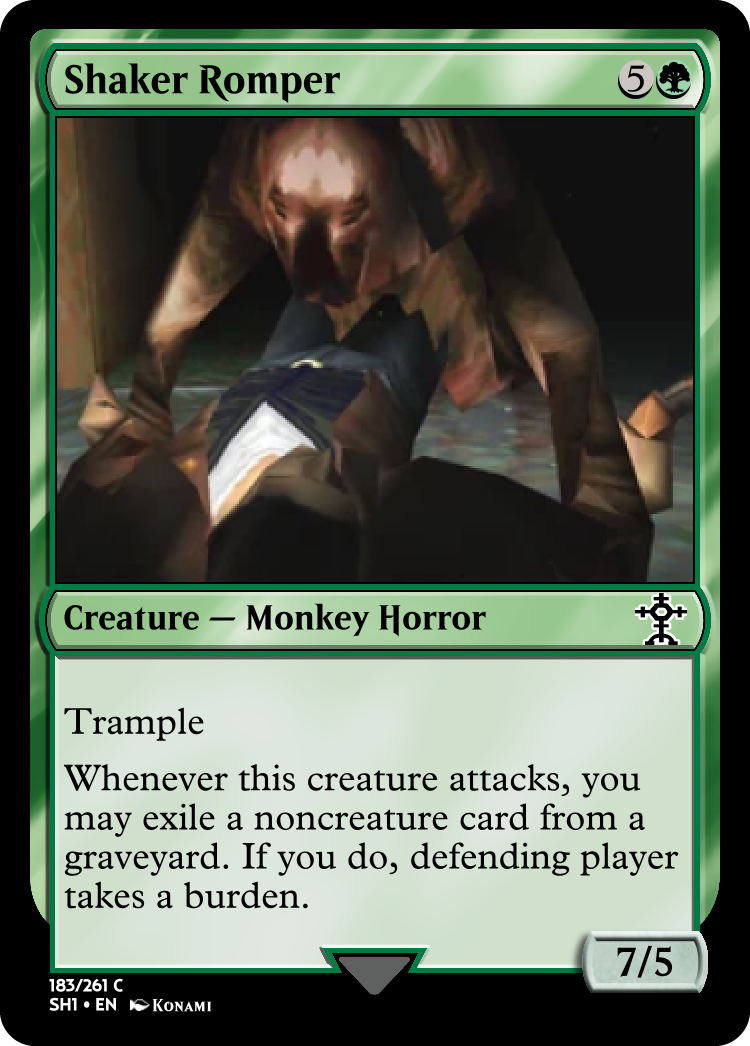 Shaker Romper 5
Creature — Monkey Horror
Trample
Whenever this creature attacks, you
may exile a noncreature card from a
graveyard. If you do, defending player
takes a burden.
7/5
183/261 C
SH1 • EN KONAMI